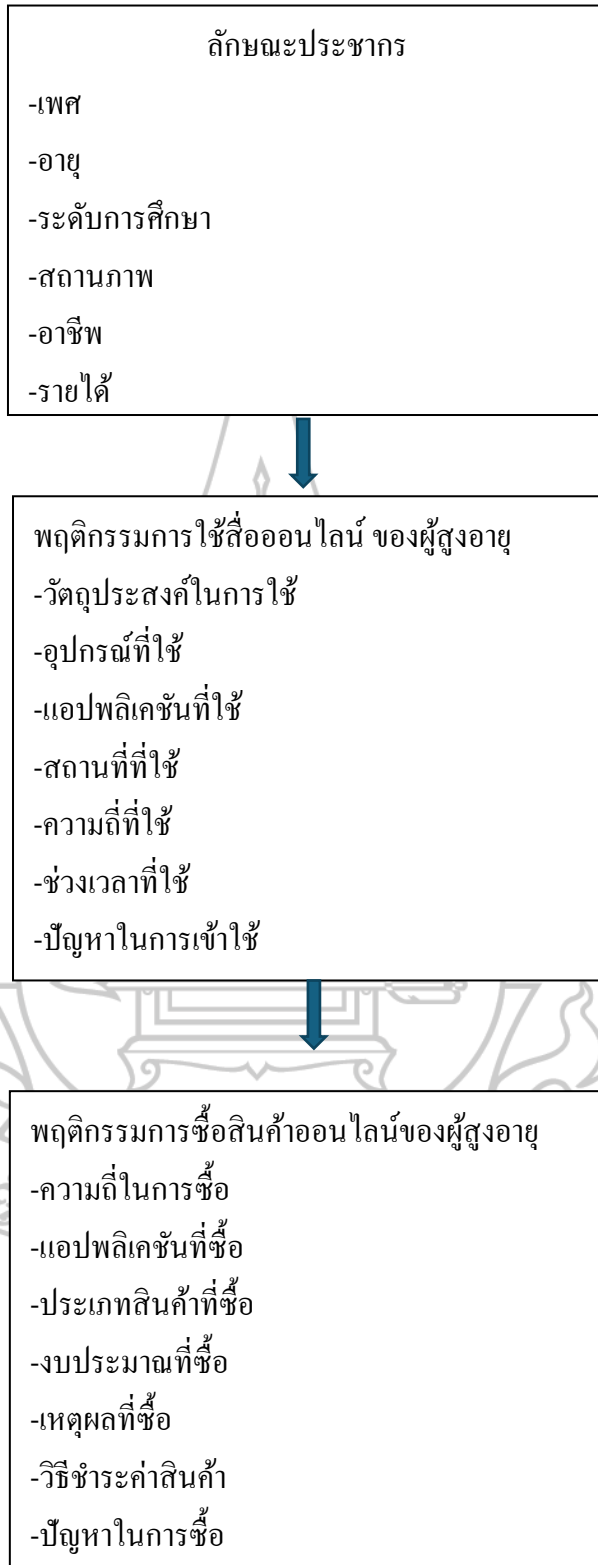 ลักษณะประชากร
-เพศ
-อายุ
-ระดับการศึกษา
-สถานภาพ
-อาชีพ
-รายได้
พฤติกรรมการใช้สื่อออนไลน์ ของผู้สูงอายุ
-วัตถุประสงค์ในการใช้
-อุปกรณ์ที่ใช้
-แอปพลิเคชันที่ใช้
-สถานที่ที่ใช้
-ความถี่ที่ใช้
-ช่วงเวลาที่ใช้
-ปัญหาในการเข้าใช้
พฤติกรรมการซื้อสินค้าออนไลน์ของผู้สูงอายุ
-ความถี่ในการซื้อ
-แอปพลิเคชันที่ซื้อ
-ประเภทสินค้าที่ซื้อ
-งบประมาณที่ซื้อ
-เหตุผลที่ซื้อ
-วิธีชำระค่าสินค้า
-ปัญหาในการซื้อ